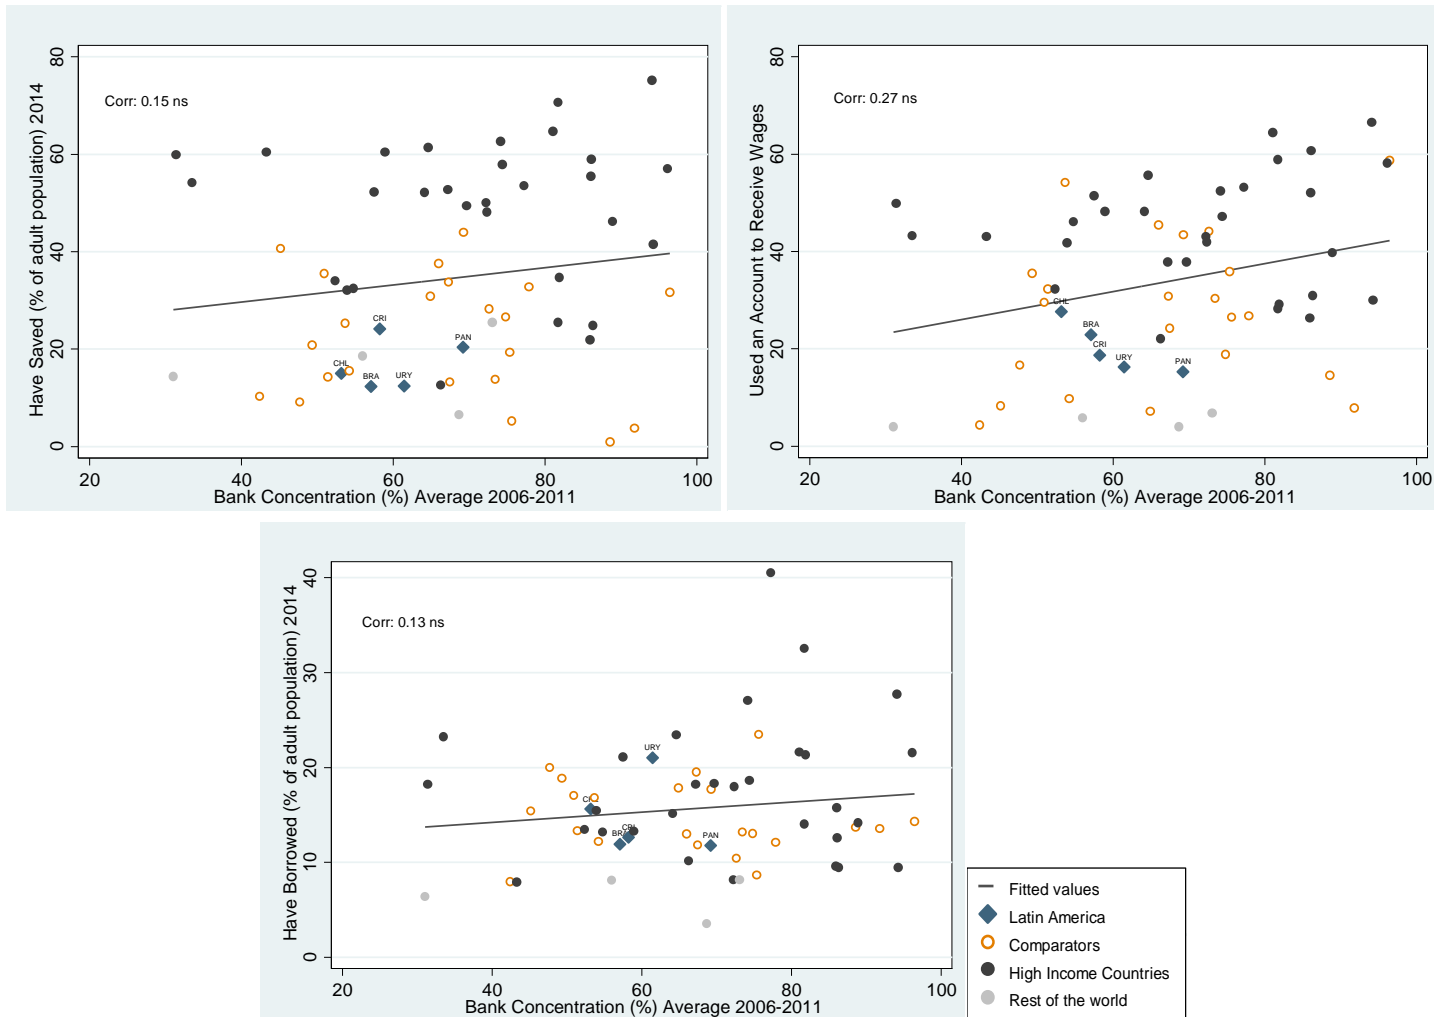 Have Saved (% of adult population) 2014
80
60
40
20
0
Corr: 0.15 ns
CRI
PAN
CHL
BRA
URY
20 40 60 80 100
Bank Concentration (%) Average 2006-2011
Used an Account to Receive Wages
80
60
40
20
0
Corr: 0.27 ns
CHL
BRA
CRI
URY
PAN
20 40 60 80 100
Bank Concentration (%) Average 2006-2011
Have Borrowed (% of adult population) 2014
40
30
20
10
0
Corr: 0.13 ns
URY
CRI
BRA
PAN
20 40 60 80 100
Bank Concentration (%) Average 2006-2011
Fitted values
Latin America
Comparators
High Income Countries
Rest of the world